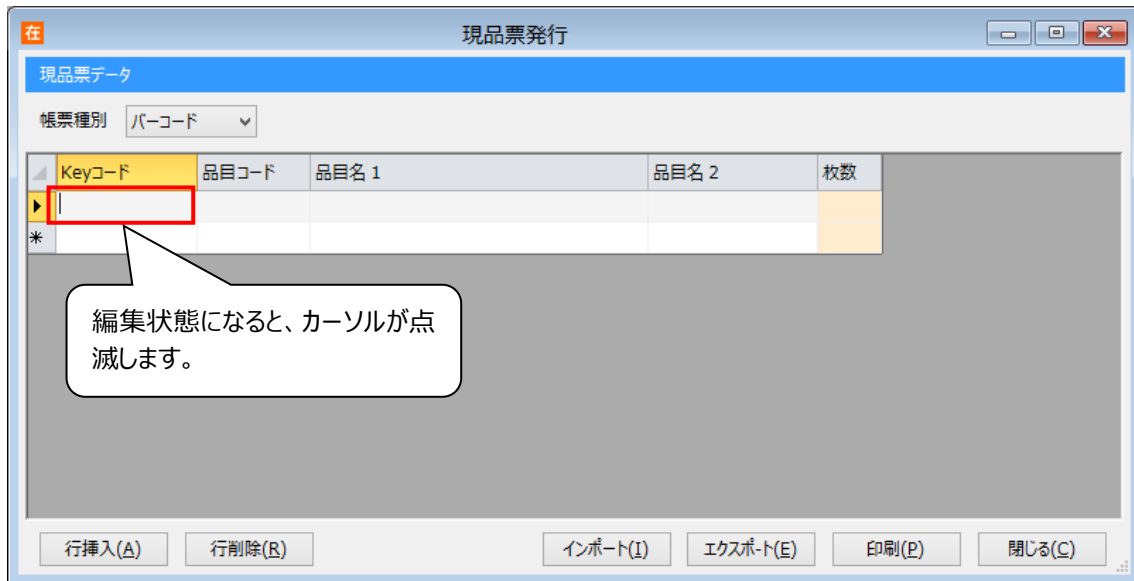 在 現品票発行
現品票データ
帳票種別 バーコード
Keyコード 品目コード 品目名 1 品目名 2 枚数
*
編集状態になると、カーソルが点
滅します。
行挿入(A) 行削除(R) インポート(I) エクスポ-ト(E) 印刷(P) 閉じる(C)